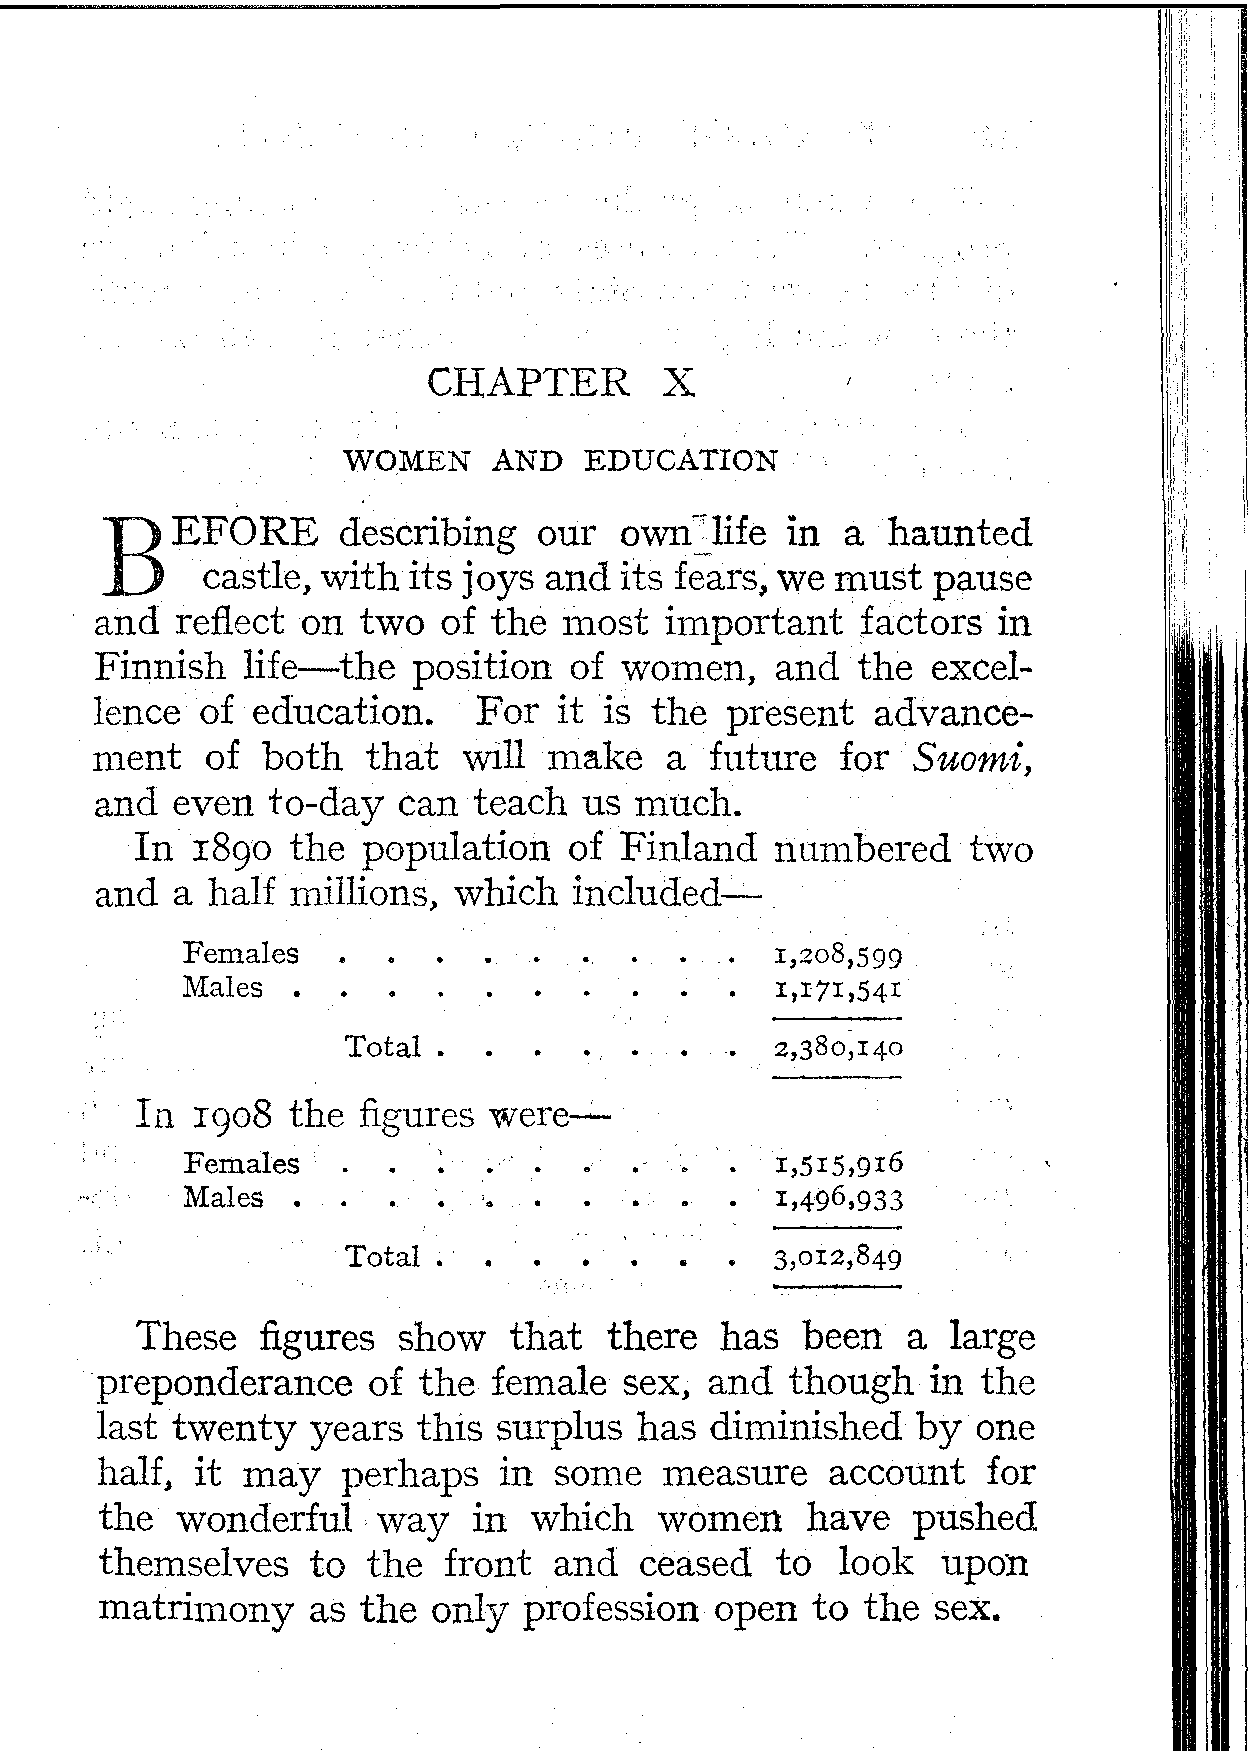 CHAPTER X
WOMEN AND EDUCATION
BEFORE describing our own life in a haunted
castle, with its joys and its fears, we must pause
and reflect on two of the most important factors in
Finnish life—the position of women, and the excel-
lence of education. For it is the present advance-
ment of both that will make a future for Suomi,
and even to-day can teach us much.
In 1890 the population of Finland numbered two
and a half millions, which included—
Females . . . . . . . . . 1,208,599
Males . . . . . . . . . . 1,171,541
Total . . . . . . . 2,380,140
In 1908 the figures were—
Females . . . . . . . . . 1,515,916
Males . . . . . . . . . . 1,496,933
Total . . . . . . . 3,012,849
These figures show that there has been a large
preponderance of the female sex, and though in the
last twenty years this surplus has diminished by one
half, it may perhaps in some measure account for
the wonderful way in which women have pushed
themselves to the front and ceased to look upon
matrimony as the only profession open to the sex.